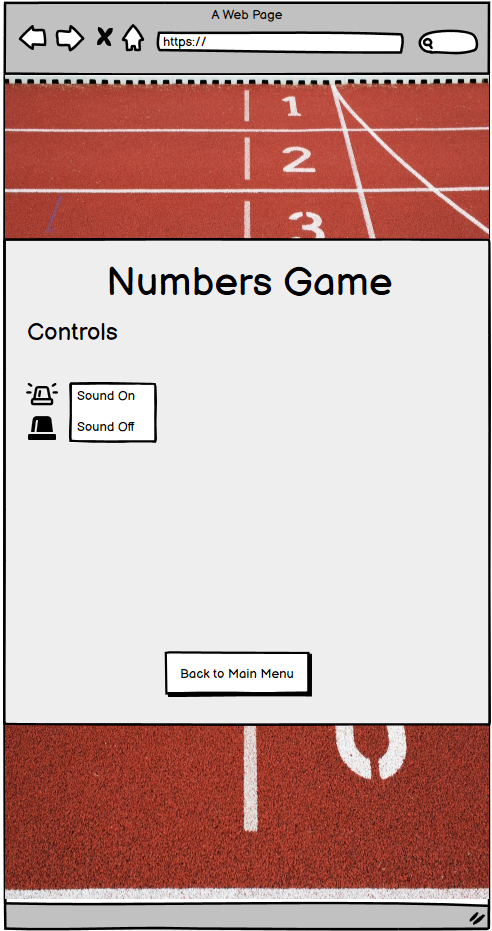 A Web Page
https://
1
2
3
Numbers Game
Controls
Sound On
Sound Off
Back to Main Menu